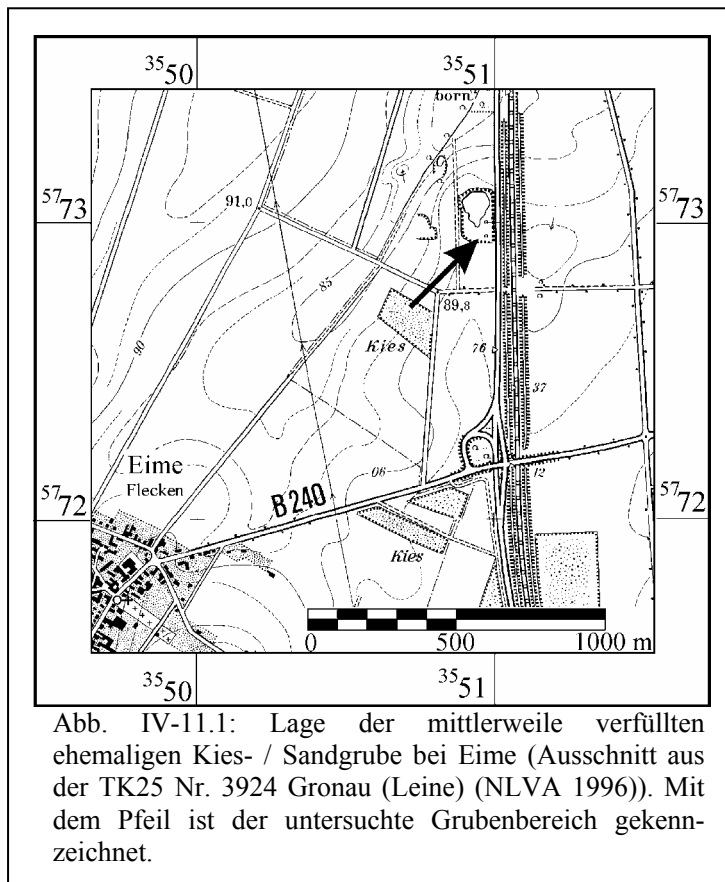 35 50
35 51
born
57 73
57 73
91,0
85
89,8
Kies
76
90
37
Eime
Flecken
06
12
B 240
57 72
57 72
Kies
0
500
1000 m
35 50
35 51
Abb. IV-11.1: Lage der mittlerweile verfüllten
ehemaligen Kies- / Sandgrube bei Eime (Ausschnitt aus
der TK25 Nr. 3924 Gronau (Leine) (NLVA 1996)). Mit
dem Pfeil ist der untersuchte Grubenbereich gekenn-
zeichnet.